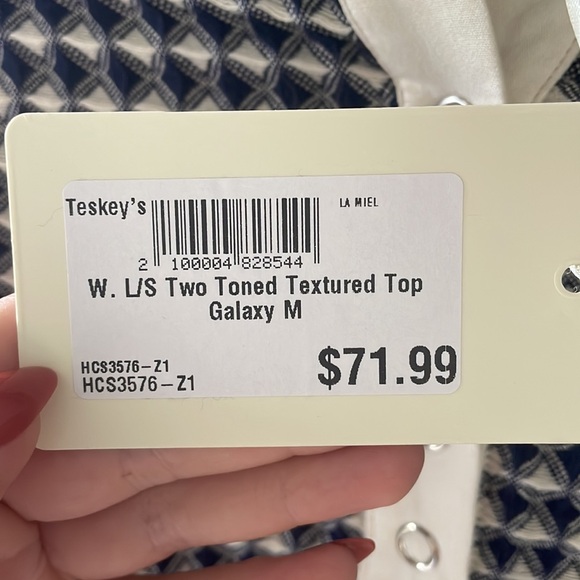 Teskey's
LA MIEL
2 100004 828544
W. L/S Two Toned Textured Top
Galaxy M
HCS3576-Z1
HCS3576-Z1
$71.99